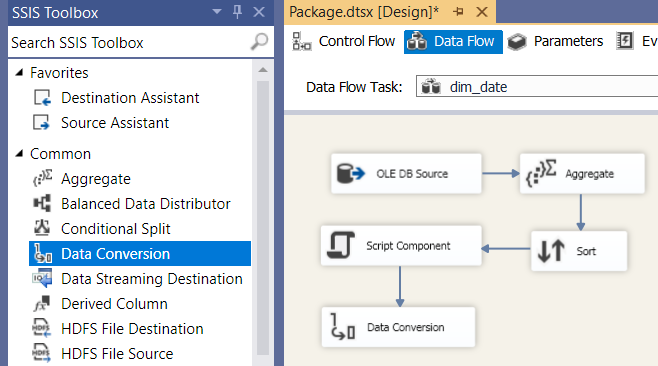 SSIS Toolbox
Search SSIS Toolbox
Favorites
Destination Assistant
Source Assistant
Common
Aggregate
Balanced Data Distributor
Conditional Split
Data Conversion
Data Streaming Destination
Derived Column
HDFS File Destination
HDFS File Source
Package.dtsx [Design]*
Control Flow
Data Flow
Parameters
Ev
Data Flow Task:
dim_date
OLE DB Source
Aggregate
Script Component
Sort
Data Conversion